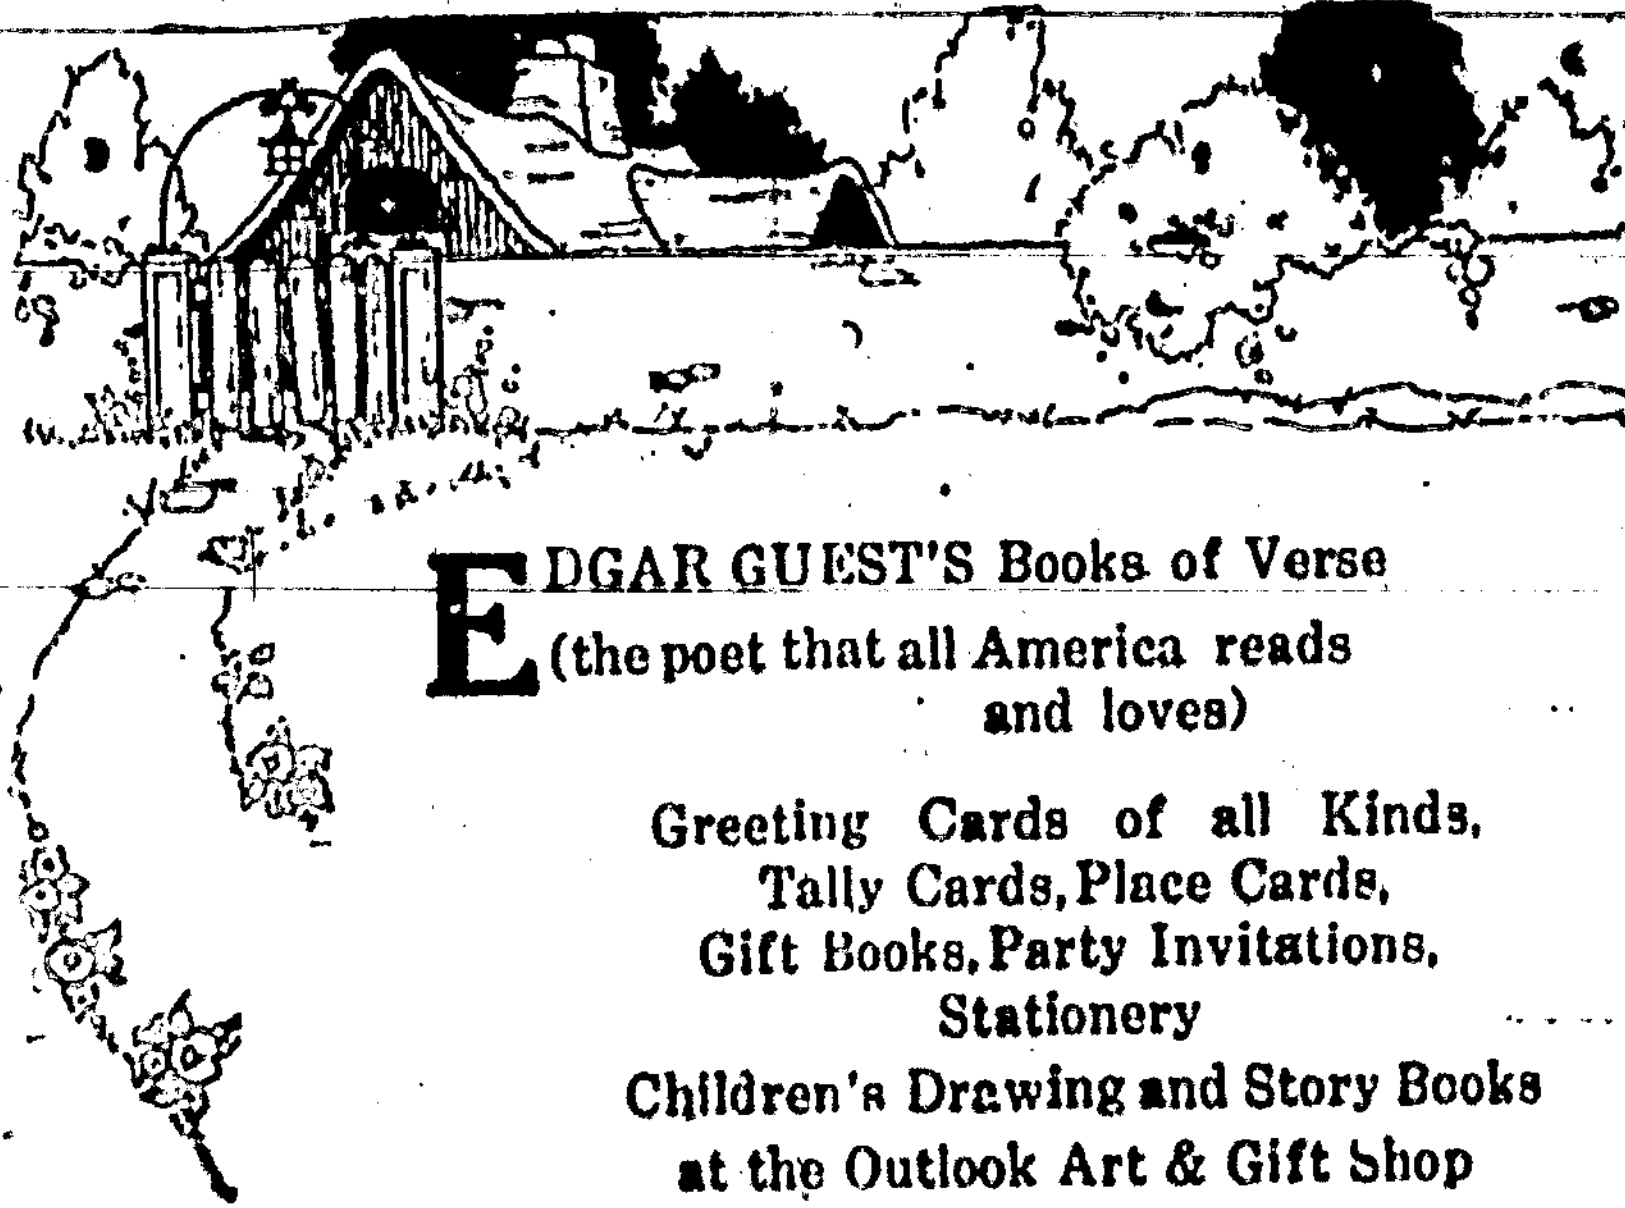 EDGAR GUEST'S Books of Verse
(the poet that all America reads
and loves)
Greeting Cards of all Kinds,
Tally Cards, Place Cards,
Gift Books, Party Invitations,
Stationery
Children's Drawing and Story Books
at the Outlook Art & Gift Shop